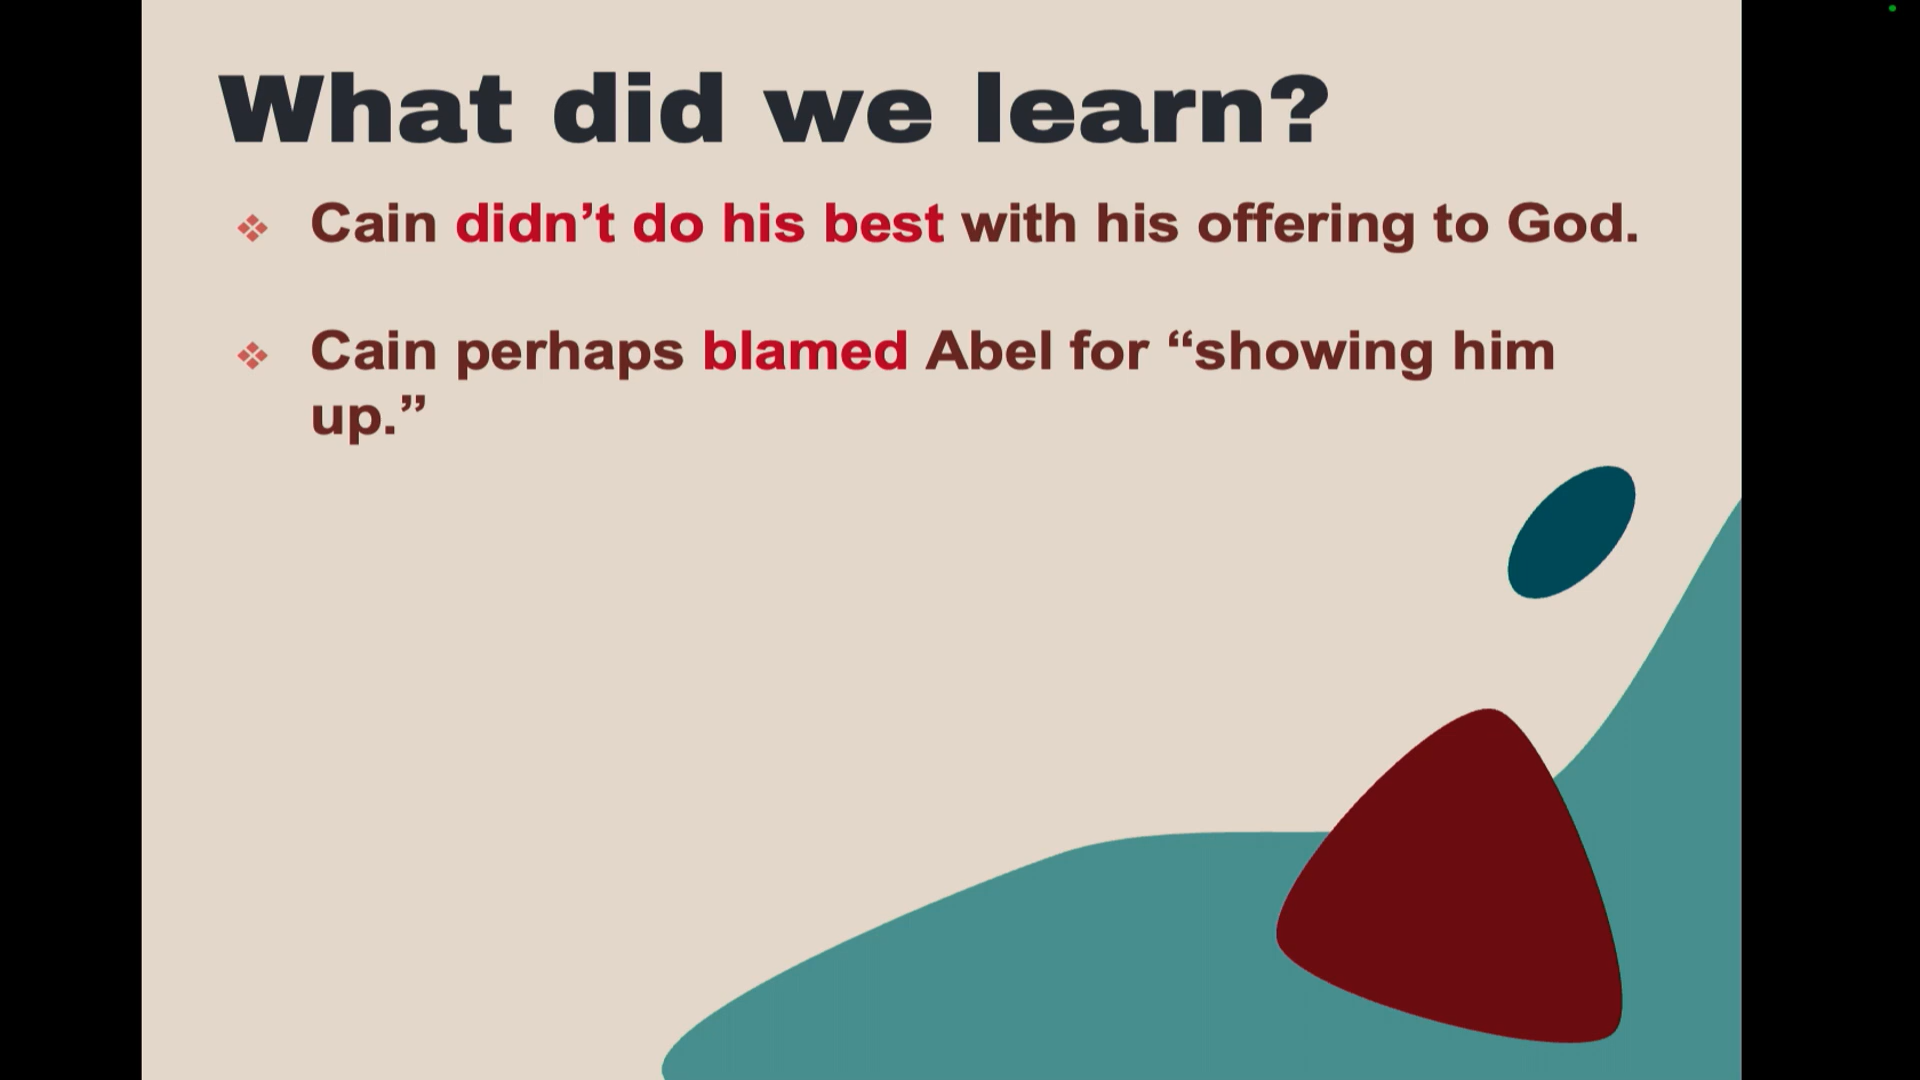 What did we learn?
Cain didn’t do his best with his offering to God.
Cain perhaps blamed Abel for “showing him
up.”